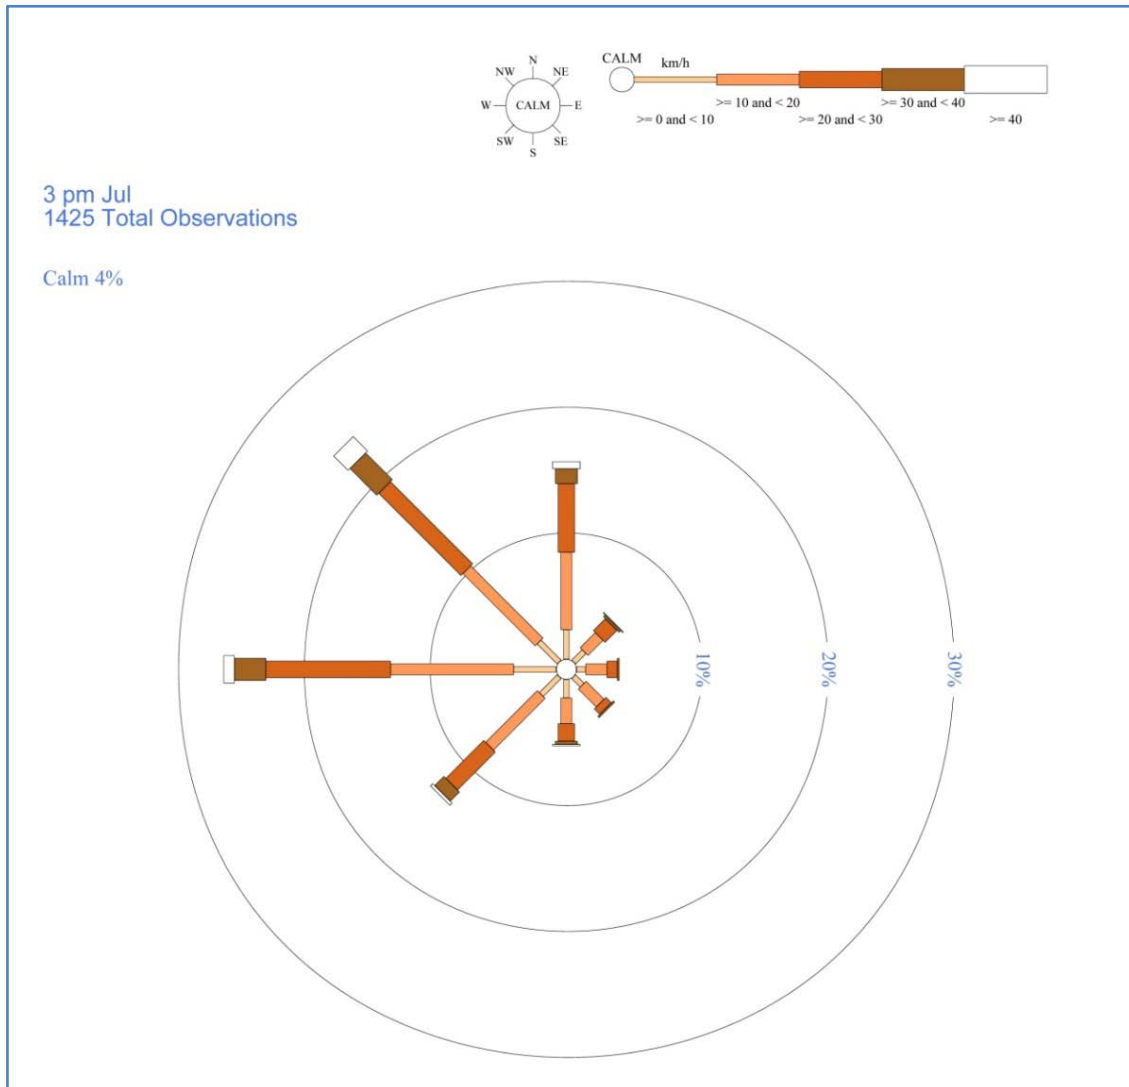 N
NW NE
W CALM E
SW SE
S
CALM km/h
>= 10 and < 20 >= 30 and < 40
>= 0 and < 10 >= 20 and < 30 >= 40
3 pm Jul
1425 Total Observations
Calm 4%
10% 20% 30%